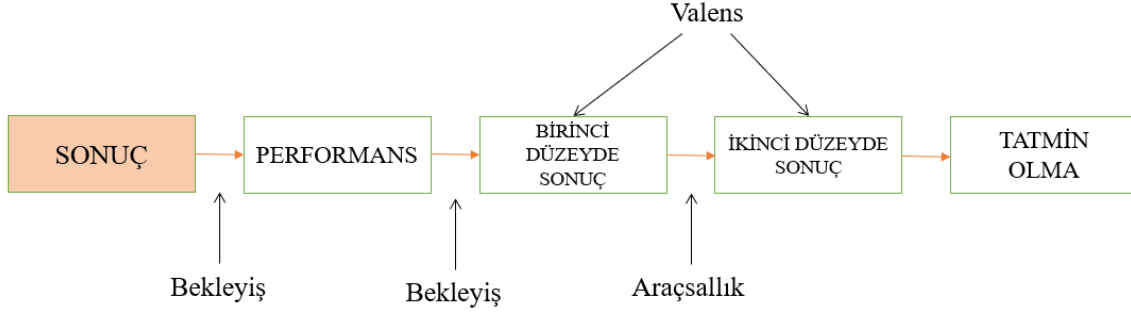 Valens
SONUÇ
PERFORMANS
BİRİNCİ
DÜZEYDE
SONUÇ
İKİNCİ DÜZEYDE
SONUÇ
TATMİN
OLMA
Bekleyiş
Bekleyiş
Araçsallık